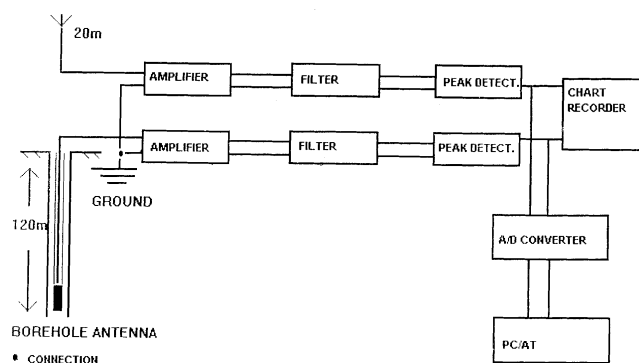 20m
AMPLIFIER
FILTER
PEAK DETECT.
CHART
RECORDER
AMPLIFIER
FILTER
PEAK DETECT.
GROUND
120m
A/D CONVERTER
BOREHOLE ANTENNA
PC/AT
• CONNECTION